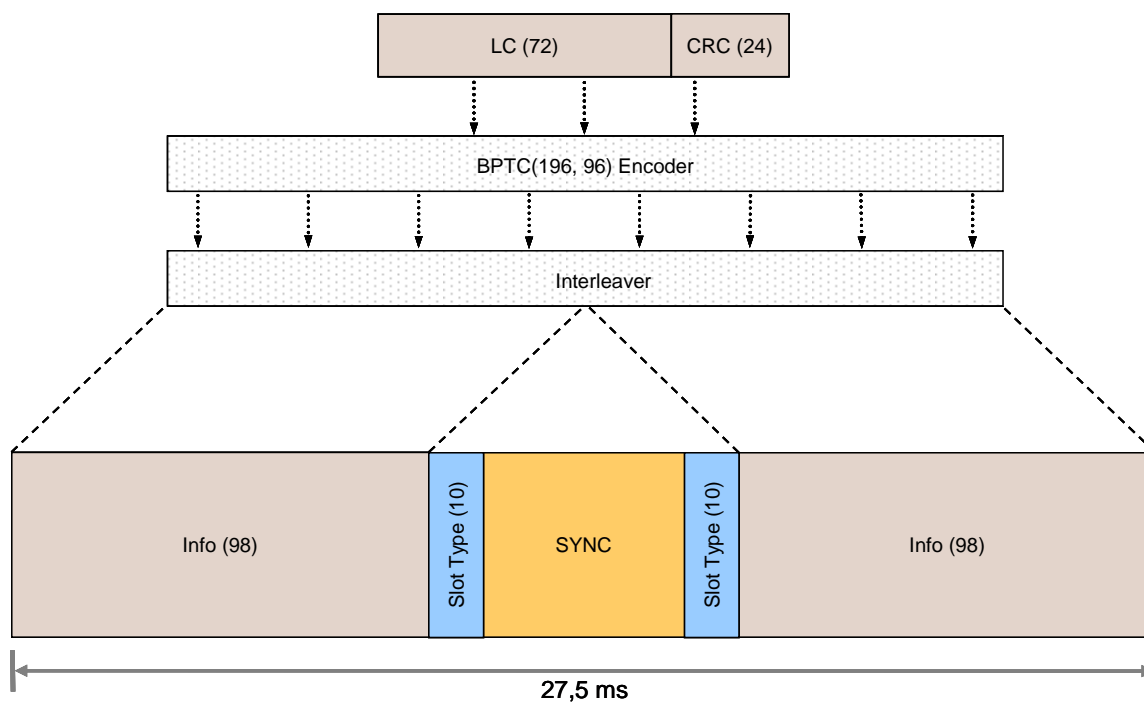 LC (72)
CRC (24)
BPTC(196, 96) Encoder
Interleaver
Info (98)
Slot Type (10)
SYNC
Slot Type (10)
Info (98)
27,5 ms